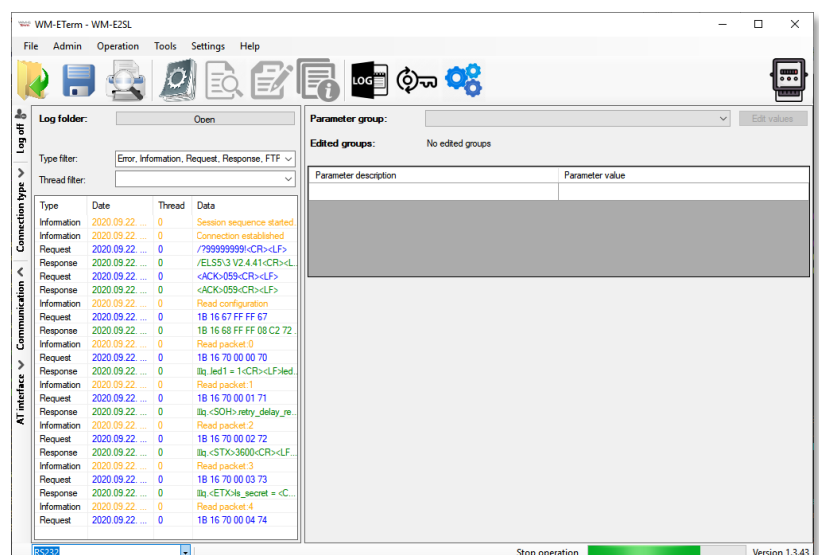 WM-ETerm - WM-E2SL
File Admin Operation Tools Settings Help
LOG
Log off
Connection type
Communication
AT interface
Log folder: Open
Type filter: Error, Information, Request, Response, FTF
Thread filter:
Type Date Thread Data
Information 2020.09.22. ... 0 Session sequence started.
Information 2020.09.22. ... 0 Connection established
Request 2020.09.22. ... 0 /?99999999!<CR><LF>
Response 2020.09.22. ... 0 /ELS5\3 V2.4.41<CR><L...
Request 2020.09.22. ... 0 <ACK>059<CR><LF>
Response 2020.09.22. ... 0 <ACK>059<CR><LF>
Information 2020.09.22. ... 0 Read configuration
Request 2020.09.22. ... 0 1B 16 67 FF FF 67
Response 2020.09.22. ... 0 1B 16 68 FF FF 08 C2 72 .
Information 2020.09.22. ... 0 Read packet:0
Request 2020.09.22. ... 0 1B 16 70 00 00 70
Response 2020.09.22. ... 0 q..led1 = 1<CR><LF>led...
Information 2020.09.22. ... 0 Read packet:1
Request 2020.09.22. ... 0 1B 16 70 00 01 71
Response 2020.09.22. ... 0 q.<SOH>.retry_delay_re...
Information 2020.09.22. ... 0 Read packet:2
Request 2020.09.22. ... 0 1B 16 70 00 02 72
Response 2020.09.22. ... 0 q.<STX>3600<CR><LF...
Information 2020.09.22. ... 0 Read packet:3
Request 2020.09.22. ... 0 1B 16 70 00 03 73
Response 2020.09.22. ... 0 q.<ETX>ls_secret = <C...
Information 2020.09.22. ... 0 Read packet:4
Request 2020.09.22. ... 0 1B 16 70 00 04 74
Parameter group: Edit values
Edited groups: No edited groups
Parameter description Parameter value
RS232 Stop operation Version 1.3.43